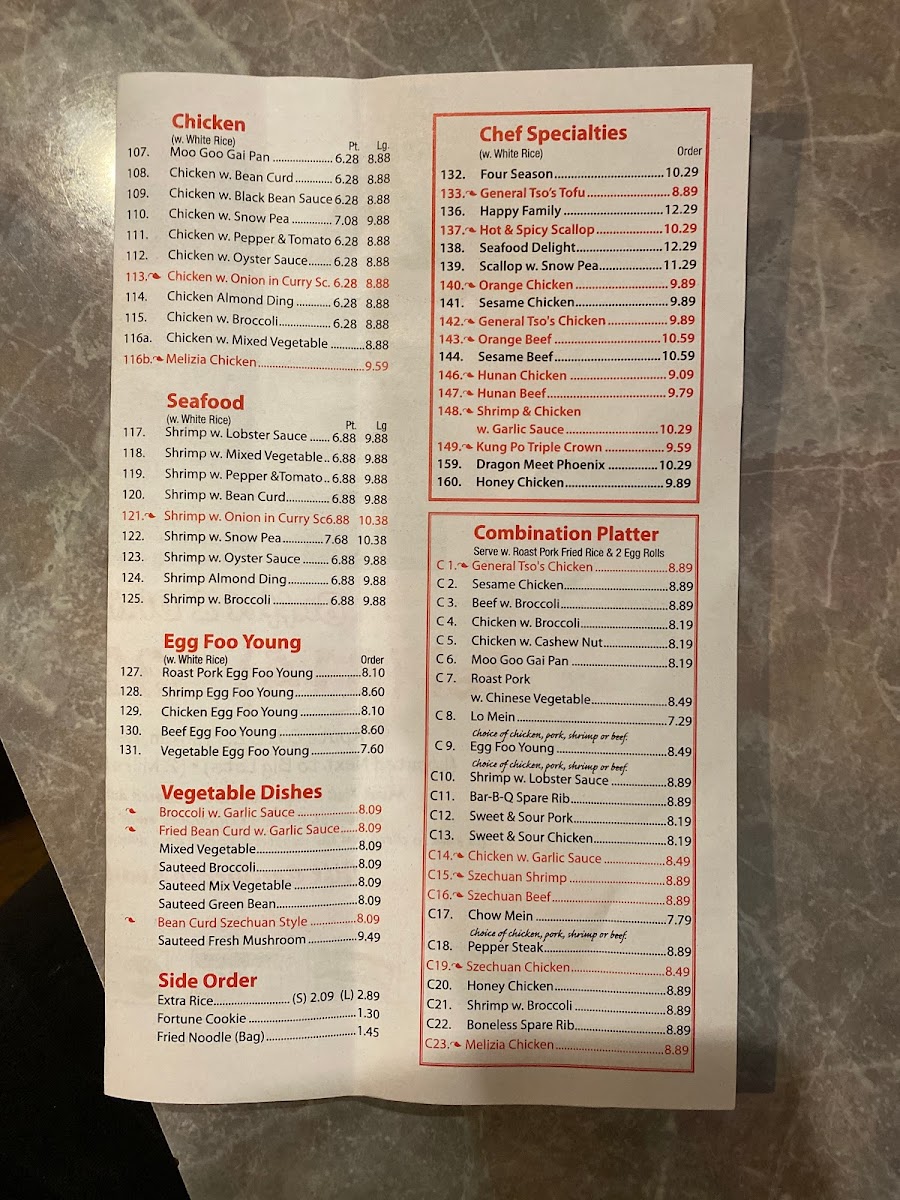 Chicken
(w. White Rice) Pt. Lg.
107. Moo Goo Gai Pan 6.28 8.88
108. Chicken w. Bean Curd 6.28 8.88
109. Chicken w. Black Bean Sauce 6.28 8.88
110. Chicken w. Snow Pea 7.08 9.88
111. Chicken w. Pepper & Tomato 6.28 8.88
112. Chicken w. Oyster Sauce 6.28 8.88
113. Chicken w. Onion in Curry Sc. 6.28 8.88
114. Chicken Almond Ding 6.28 8.88
115. Chicken w. Broccoli 6.28 8.88
116a. Chicken w. Mixed Vegetable 8.88
116b. Melizia Chicken 9.59
Seafood
(w. White Rice) Pt. Lg
117. Shrimp w. Lobster Sauce 6.88 9.88
118. Shrimp w. Mixed Vegetable 6.88 9.88
119. Shrimp w. Pepper &Tomato 6.88 9.88
120. Shrimp w. Bean Curd 6.88 9.88
121. Shrimp w. Onion in Curry Sc 6.88 10.38
122. Shrimp w. Snow Pea 7.68 10.38
123. Shrimp w. Oyster Sauce 6.88 9.88
124. Shrimp Almond Ding 6.88 9.88
125. Shrimp w. Broccoli 6.88 9.88
Egg Foo Young
(w. White Rice) Order
127. Roast Pork Egg Foo Young 8.10
128. Shrimp Egg Foo Young 8.60
129. Chicken Egg Foo Young 8.10
130. Beef Egg Foo Young 8.60
131. Vegetable Egg Foo Young 7.60
Vegetable Dishes
Broccoli w. Garlic Sauce 8.09
Fried Bean Curd w. Garlic Sauce 8.09
Mixed Vegetable 8.09
Sauteed Broccoli 8.09
Sauteed Mix Vegetable 8.09
Sauteed Green Bean 8.09
Bean Curd Szechuan Style 8.09
Sauteed Fresh Mushroom 9.49
Side Order
Extra Rice (S) 2.09 (L) 2.89
Fortune Cookie 1.30
Fried Noodle (Bag) 1.45
Chef Specialties
(w. White Rice) Order
132. Four Season 10.29
133. General Tso's Tofu 8.89
136. Happy Family 12.29
137. Hot & Spicy Scallop 10.29
138. Seafood Delight 12.29
139. Scallop w. Snow Pea 11.29
140. Orange Chicken 9.89
141. Sesame Chicken 9.89
142. General Tso's Chicken 9.89
143. Orange Beef 10.59
144. Sesame Beef 10.59
146. Hunan Chicken 9.09
147. Hunan Beef 9.79
148. Shrimp & Chicken
w. Garlic Sauce 10.29
149. Kung Po Triple Crown 9.59
159. Dragon Meet Phoenix 10.29
160. Honey Chicken 9.89
Combination Platter
Serve w. Roast Pork Fried Rice & 2 Egg Rolls
C 1. General Tso's Chicken 8.89
C 2. Sesame Chicken 8.89
C 3. Beef w. Broccoli 8.89
C 4. Chicken w. Broccoli 8.19
C 5. Chicken w. Cashew Nut 8.19
C 6. Moo Goo Gai Pan 8.19
C 7. Roast Pork
w. Chinese Vegetable 8.49
C 8. Lo Mein 7.29
Choice of chicken, pork, shrimp or beef.
C 9. Egg Foo Young 8.49
Choice of chicken, pork, shrimp or beef.
C10. Shrimp w. Lobster Sauce 8.89
C11. Bar-B-Q Spare Rib 8.89
C12. Sweet & Sour Pork 8.19
C13. Sweet & Sour Chicken 8.19
C14. Chicken w. Garlic Sauce 8.49
C15. Szechuan Shrimp 8.89
C16. Szechuan Beef 8.89
C17. Chow Mein 7.79
Choice of chicken, pork, shrimp or beef.
C18. Pepper Steak 8.89
C19. Szechuan Chicken 8.49
C20. Honey Chicken 8.89
C21. Shrimp w. Broccoli 8.89
C22. Boneless Spare Rib 8.89
C23. Melizia Chicken 8.89